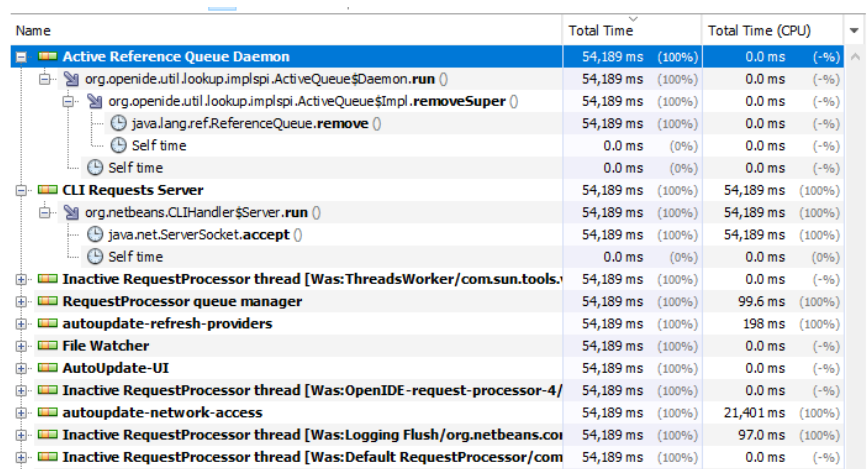 Name Total Time Total Time (CPU)
Active Reference Queue Daemon 54,189 ms (100%) 0.0 ms (-%)
org.openide.util.lookup.implspi.ActiveQueue$Daemon.run () 54,189 ms (100%) 0.0 ms (-%)
org.openide.util.lookup.implspi.ActiveQueue$Impl.removeSuper () 54,189 ms (100%) 0.0 ms (-%)
java.lang.ref.ReferenceQueue.remove () 54,189 ms (100%) 0.0 ms (-%)
Self time 0.0 ms (0%) 0.0 ms (-%)
Self time 0.0 ms (0%) 0.0 ms (-%)
CLI Requests Server 54,189 ms (100%) 54,189 ms (100%)
org.netbeans.CLIHandler$Server.run () 54,189 ms (100%) 54,189 ms (100%)
java.net.ServerSocket.accept () 54,189 ms (100%) 54,189 ms (100%)
Self time 0.0 ms (0%) 0.0 ms (0%)
Inactive RequestProcessor thread [Was:ThreadsWorker/com.sun.tools. 54,189 ms (100%) 0.0 ms (-%)
RequestProcessor queue manager 54,189 ms (100%) 99.6 ms (100%)
autoupdate-refresh-providers 54,189 ms (100%) 198 ms (100%)
File Watcher 54,189 ms (100%) 0.0 ms (-%)
AutoUpdate-UI 54,189 ms (100%) 0.0 ms (-%)
Inactive RequestProcessor thread [Was:OpenIDE-request-processor-4/ 54,189 ms (100%) 0.0 ms (-%)
autoupdate-network-access 54,189 ms (100%) 21,401 ms (100%)
Inactive RequestProcessor thread [Was:Logging Flush/org.netbeans.co 54,189 ms (100%) 97.0 ms (100%)
Inactive RequestProcessor thread [Was:Default RequestProcessor/com 54,189 ms (100%) 0.0 ms (-%)